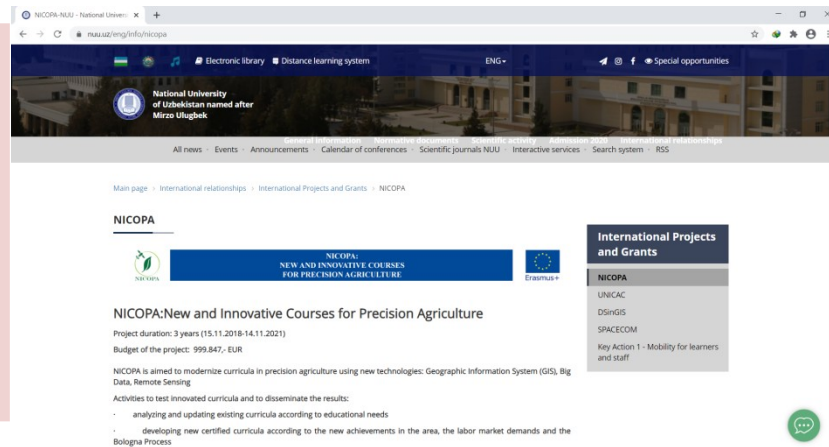 NICOPA-NUU - National Univers
nuu.uz/eng/info/nicopa
Electronic library Distance learning system ENG Special opportunities
National University
of Uzbekistan named after
Mirzo Ulugbek
General information Normative documents Scientific activity Admission 2020 International relationships
All news - Events - Announcements - Calendar of conferences - Scientific journals NUU - Interactive services - Search system - RSS
Main page › International relationships › International Projects and Grants › NICOPA
NICOPA
NICOPA
NICOPA:
NEW AND INNOVATIVE COURSES
FOR PRECISION AGRICULTURE
Erasmus+
NICOPA:New and Innovative Courses for Precision Agriculture
Project duration: 3 years (15.11.2018-14.11.2021)
Budget of the project: 999.847,- EUR
NICOPA is aimed to modernize curricula in precision agriculture using new technologies: Geographic Information System (GIS), Big
Data, Remote Sensing
Activities to test innovated curricula and to disseminate the results:
· analyzing and updating existing curricula according to educational needs
· developing new certified curricula according to the new achievements in the area, the labor market demands and the
Bologna Process
International Projects
and Grants
NICOPA
UNICAC
DSinGIS
SPACECOM
Key Action 1 - Mobility for learners
and staff